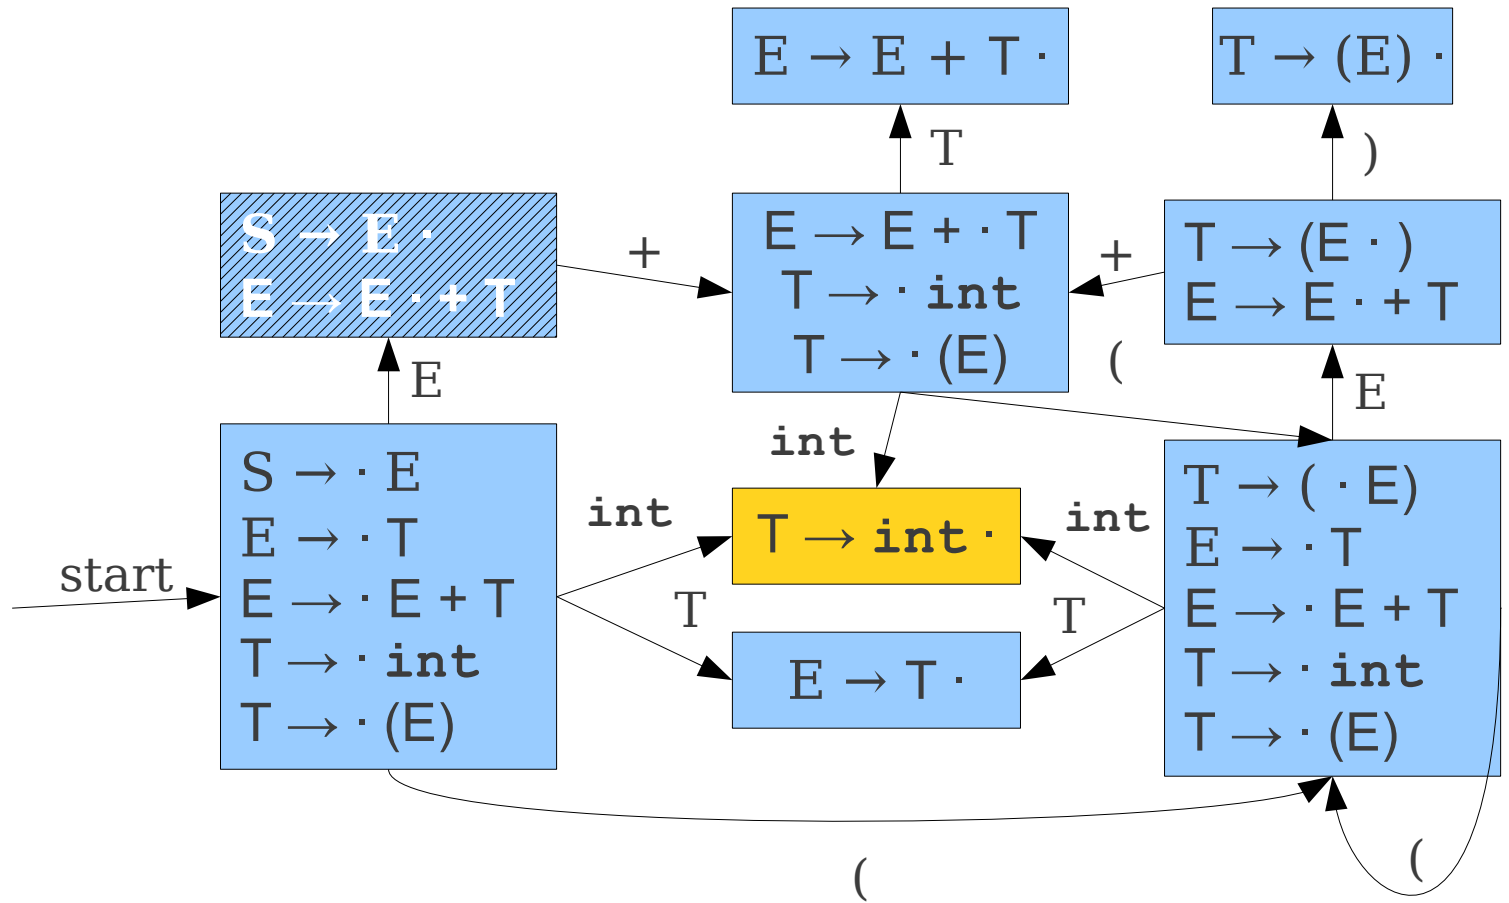 E → E + T ·
T → (E) ·
T
)
S → E ·
E → E · + T
+
E → E + · T
T → · int
T → · (E)
+
T → (E · )
E → E · + T
(
E
E
int
S → · E
E → · T
E → · E + T
T → · int
T → · (E)
start
int
T
T → int ·
E → T ·
int
T
T → ( · E)
E → · T
E → · E + T
T → · int
T → · (E)
(
(